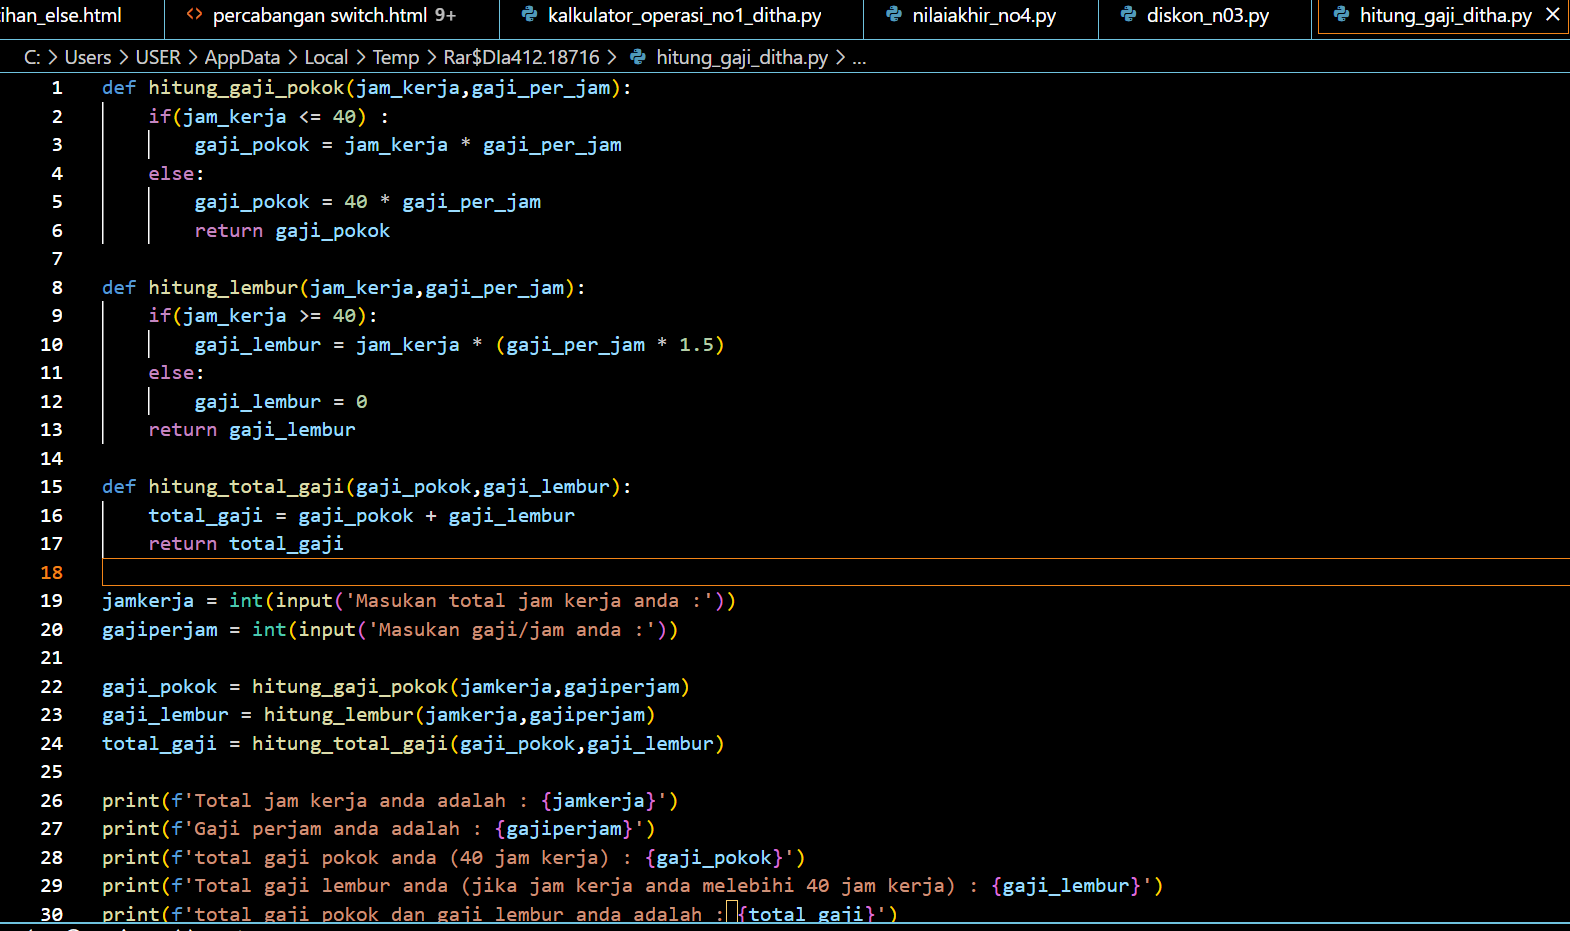 ihan_else.html <> percabangan switch.html 9+ kalkulator_operasi_no1_ditha.py nilaiakhir_no4.py diskon_n03.py hitung_gaji_ditha.py ×
C: > Users > USER > AppData > Local > Temp > Rar$DIa412.18716 > hitung_gaji_ditha.py > ...
1 def hitung_gaji_pokok(jam_kerja,gaji_per_jam):
2     if(jam_kerja <= 40) :
3         gaji_pokok = jam_kerja * gaji_per_jam
4     else:
5         gaji_pokok = 40 * gaji_per_jam
6         return gaji_pokok
7
8 def hitung_lembur(jam_kerja,gaji_per_jam):
9     if(jam_kerja >= 40):
10         gaji_lembur = jam_kerja * (gaji_per_jam * 1.5)
11     else:
12         gaji_lembur = 0
13     return gaji_lembur
14
15 def hitung_total_gaji(gaji_pokok,gaji_lembur):
16     total_gaji = gaji_pokok + gaji_lembur
17     return total_gaji
18
19 jamkerja = int(input('Masukan total jam kerja anda :'))
20 gajiperjam = int(input('Masukan gaji/jam anda :'))
21
22 gaji_pokok = hitung_gaji_pokok(jamkerja,gajiperjam)
23 gaji_lembur = hitung_lembur(jamkerja,gajiperjam)
24 total_gaji = hitung_total_gaji(gaji_pokok,gaji_lembur)
25
26 print(f'Total jam kerja anda adalah : {jamkerja}')
27 print(f'Gaji perjam anda adalah : {gajiperjam}')
28 print(f'total gaji pokok anda (40 jam kerja) : {gaji_pokok}')
29 print(f'Total gaji lembur anda (jika jam kerja anda melebihi 40 jam kerja) : {gaji_lembur}')
30 print(f'total gaji pokok dan gaji lembur anda adalah : {total_gaji}')